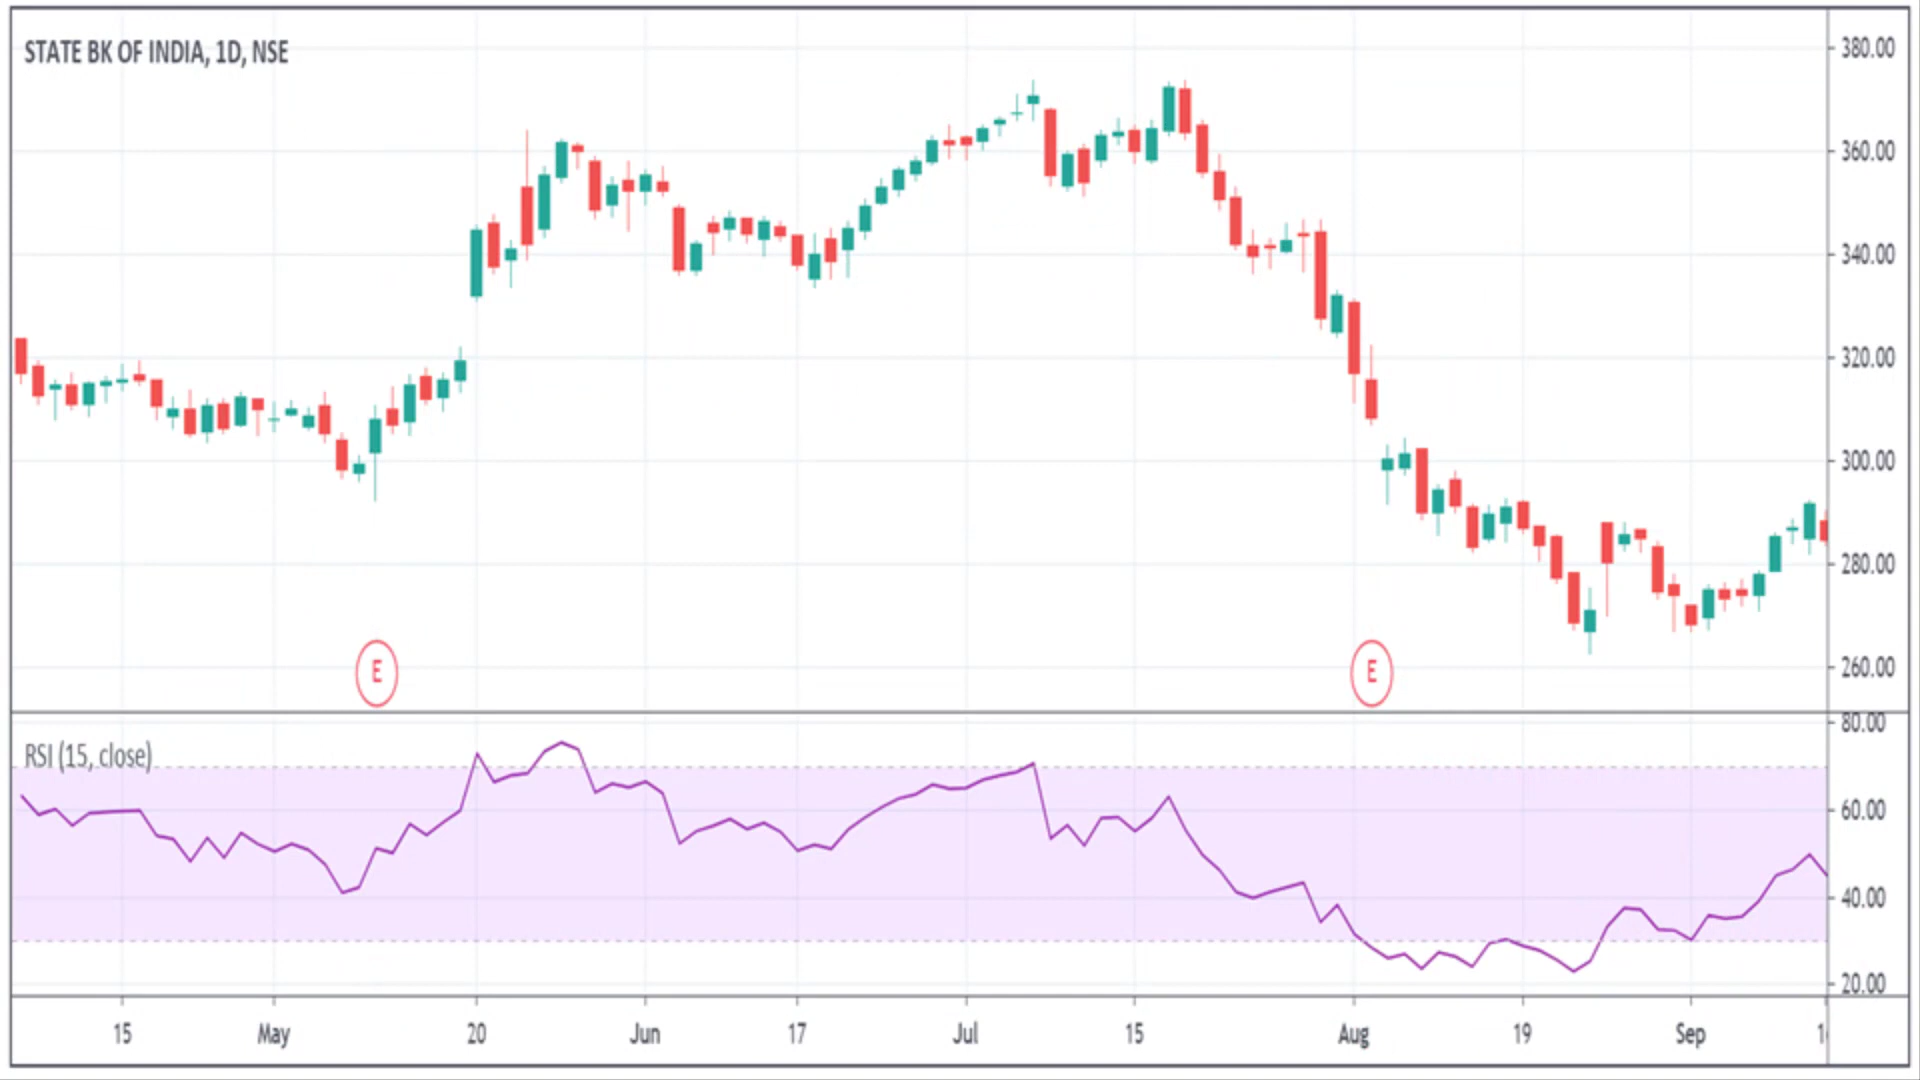 STATE BK OF INDIA, 1D, NSE
380.00
360.00
340.00
320.00
300.00
280.00
260.00
E E
80.00
RSI (15, close)
60.00
40.00
20.00
15 May 20 Jun 17 Jul 15 Aug 19 Sep